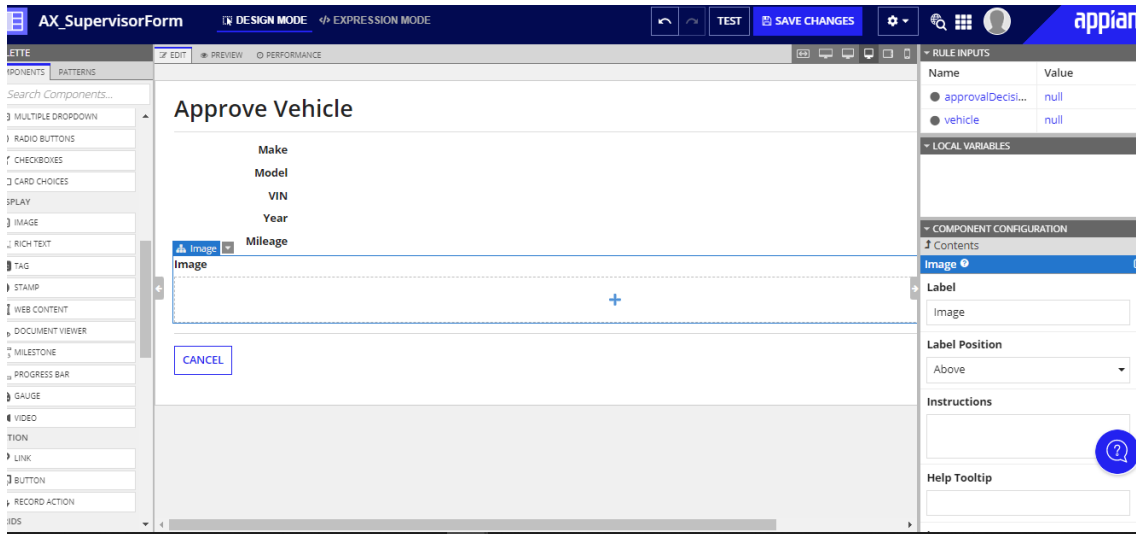 AX_SupervisorForm
DESIGN MODE
</> EXPRESSION MODE
TEST
SAVE CHANGES
appian
LETTE
EDIT
PREVIEW
PERFORMANCE
RULE INPUTS
MPONENTS
PATTERNS
Name
Value
Search Components...
approvalDecisi...
null
MULTIPLE DROPDOWN
Approve Vehicle
vehicle
null
RADIO BUTTONS
LOCAL VARIABLES
Make
CHECKBOXES
Model
CARD CHOICES
VIN
SPLAY
Year
IMAGE
COMPONENT CONFIGURATION
Mileage
RICH TEXT
Image
Contents
TAG
Image
Image
STAMP
Label
WEB CONTENT
Image
DOCUMENT VIEWER
Label Position
MILESTONE
CANCEL
Above
PROGRESS BAR
GAUGE
Instructions
VIDEO
TION
LINK
BUTTON
Help Tooltip
RECORD ACTION
RIDS